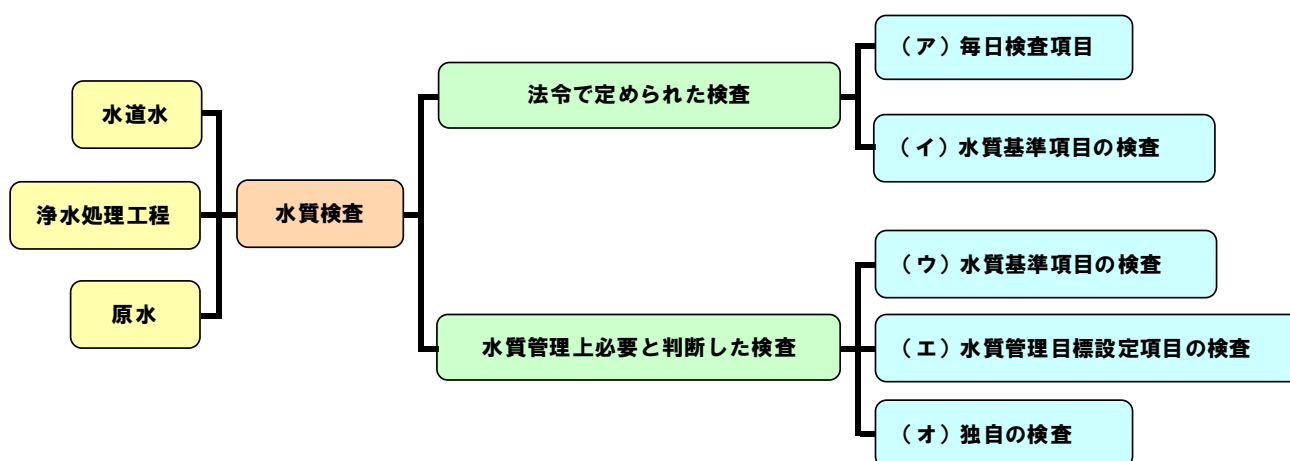 水道水
浄水処理工程
原水
水質検査
法令で定められた検査
水質管理上必要と判断した検査
（ア）毎日検査項目
（イ）水質基準項目の検査
（ウ）水質基準項目の検査
（エ）水質管理目標設定項目の検査
（オ）独自の検査